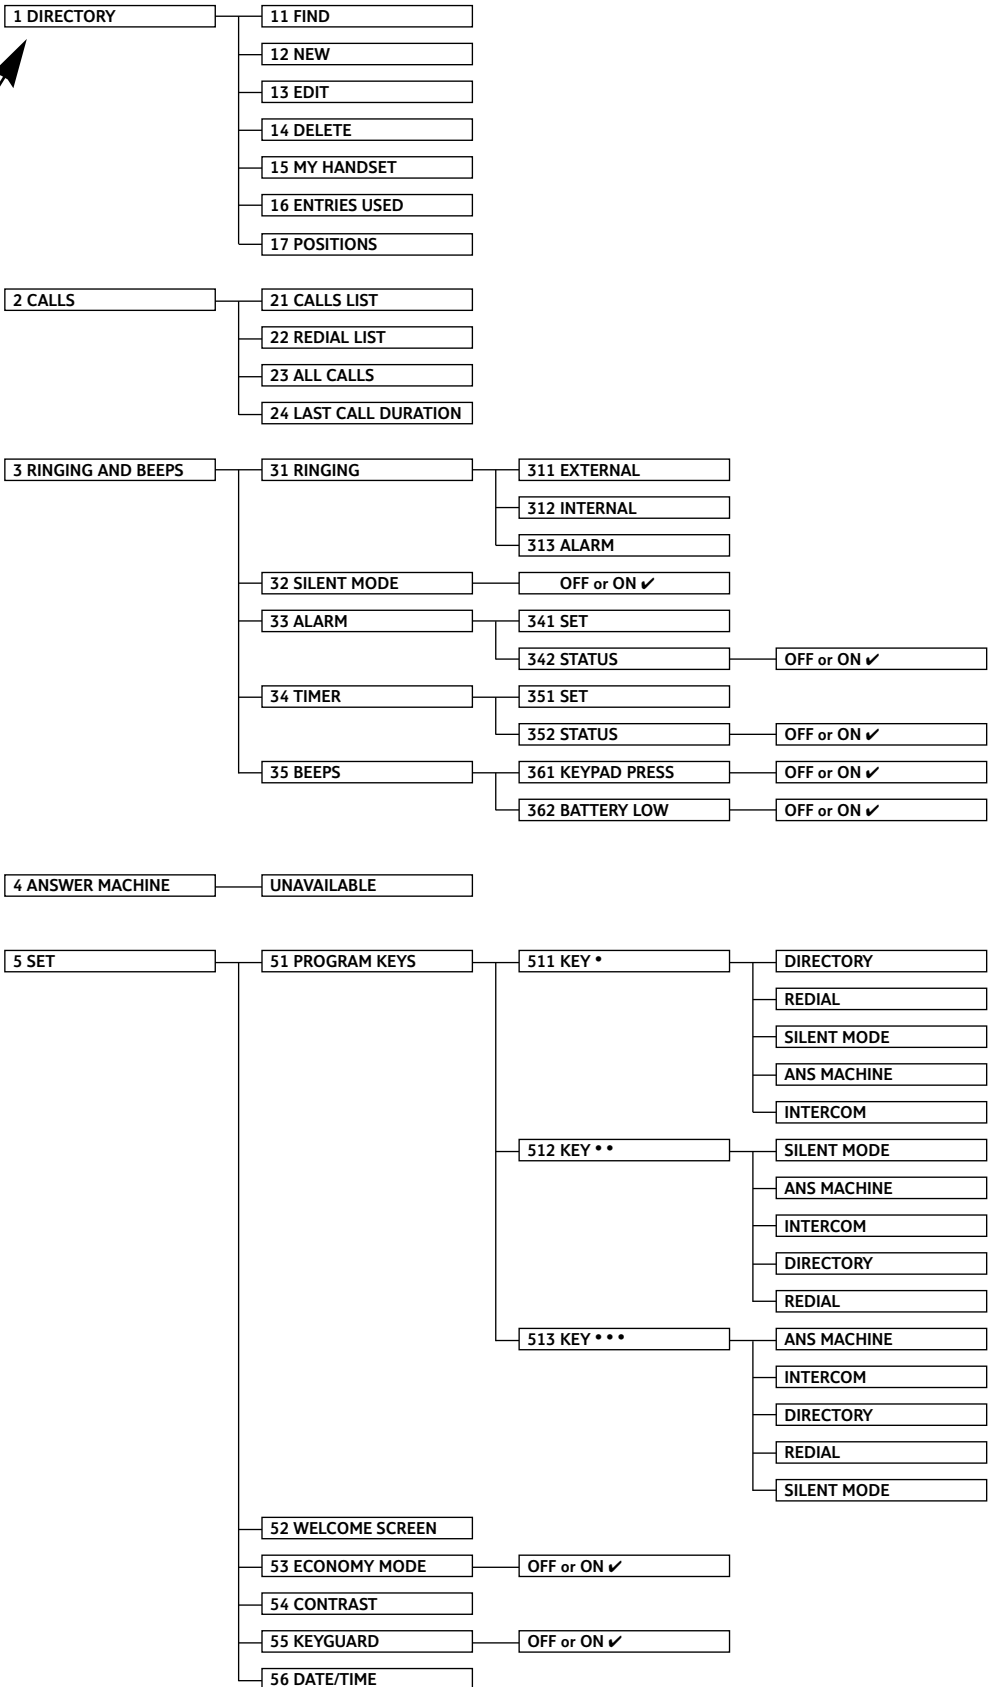 1 DIRECTORY
11 FIND
12 NEW
13 EDIT
14 DELETE
15 MY HANDSET
16 ENTRIES USED
17 POSITIONS
2 CALLS
21 CALLS LIST
22 REDIAL LIST
23 ALL CALLS
24 LAST CALL DURATION
3 RINGING AND BEEPS
31 RINGING
311 EXTERNAL
312 INTERNAL
313 ALARM
32 SILENT MODE
OFF or ON ✔
33 ALARM
341 SET
342 STATUS
OFF or ON ✔
34 TIMER
351 SET
352 STATUS
OFF or ON ✔
35 BEEPS
361 KEYPAD PRESS
OFF or ON ✔
362 BATTERY LOW
OFF or ON ✔
4 ANSWER MACHINE
UNAVAILABLE
5 SET
51 PROGRAM KEYS
511 KEY •
DIRECTORY
REDIAL
SILENT MODE
ANS MACHINE
INTERCOM
512 KEY • •
SILENT MODE
ANS MACHINE
INTERCOM
DIRECTORY
REDIAL
513 KEY • • •
ANS MACHINE
INTERCOM
DIRECTORY
REDIAL
SILENT MODE
52 WELCOME SCREEN
53 ECONOMY MODE
OFF or ON ✔
54 CONTRAST
55 KEYGUARD
OFF or ON ✔
56 DATE/TIME